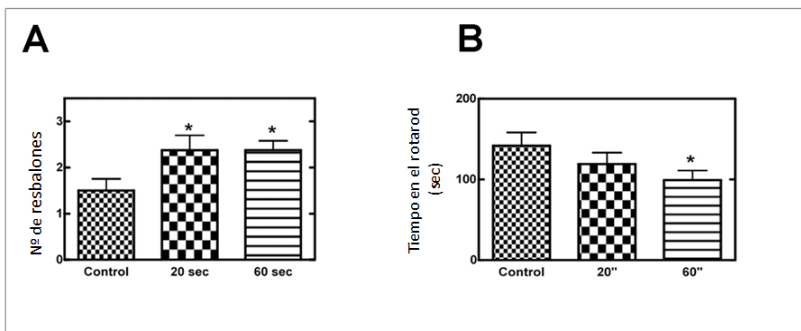 A
Nº de resbalones
3
2
1
0
*
*
Control
20 sec
60 sec
B
Tiempo en el rotarod
(sec)
200
100
0
*
Control
20"
60"